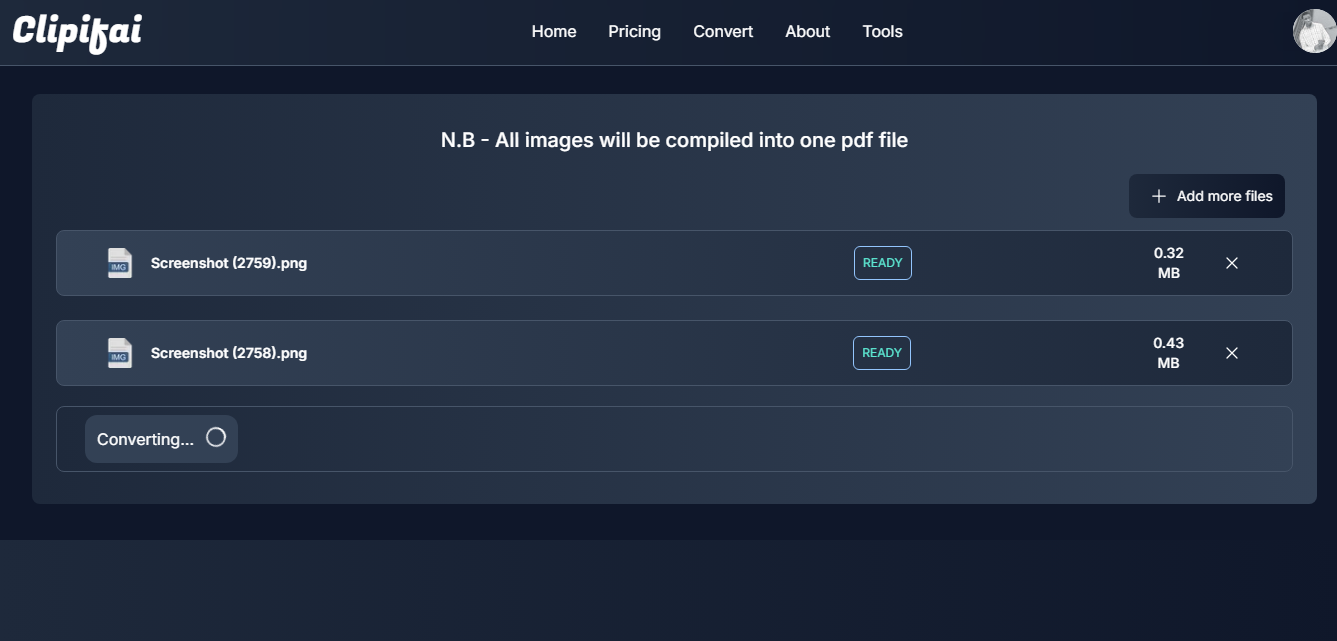 Clipifai
Home Pricing Convert About Tools
N.B - All images will be compiled into one pdf file
Add more files
IMG Screenshot (2759).png READY 0.32
MB
IMG Screenshot (2758).png READY 0.43
MB
Converting...